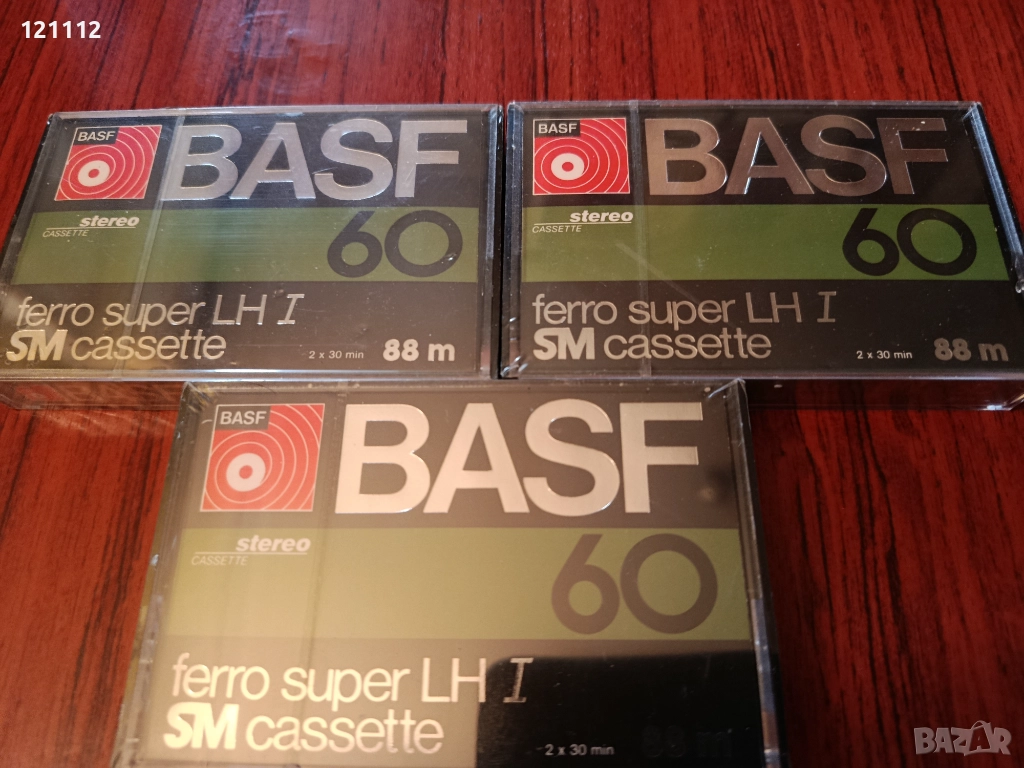 121112
BASF
BASF
stereo
CASSETTE
60
ferro super LH I
SM cassette
2 x 30 min
88 m
BASF
BASF
stereo
CASSETTE
60
ferro super LH I
SM cassette
2 x 30 min
88 m
BASF
BASF
stereo
CASSETTE
60
ferro super LH I
SM cassette
2 x 30 min
88 m
BAZAR